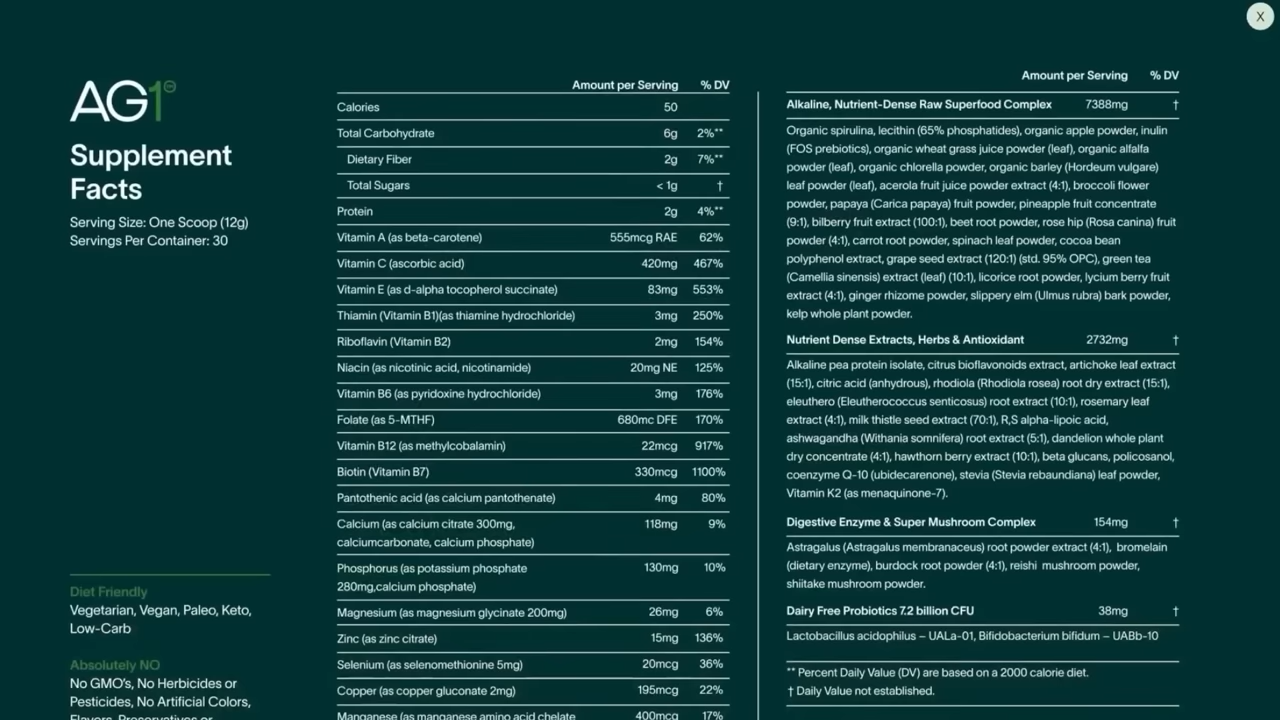 X
AG1
Supplement
Facts
Serving Size: One Scoop (12g)
Servings Per Container: 30
Diet Friendly
Vegetarian, Vegan, Paleo, Keto,
Low-Carb
Absolutely NO
No GMO's, No Herbicides or
Pesticides, No Artificial Colors,
Flavors, Preservatives or
Amount per Serving % DV
Calories 50
Total Carbohydrate 6g 2%**
Dietary Fiber 2g 7%**
Total Sugars < 1g †
Protein 2g 4%**
Vitamin A (as beta-carotene) 555mcg RAE 62%
Vitamin C (ascorbic acid) 420mg 467%
Vitamin E (as d-alpha tocopherol succinate) 83mg 553%
Thiamin (Vitamin B1)(as thiamine hydrochloride) 3mg 250%
Riboflavin (Vitamin B2) 2mg 154%
Niacin (as nicotinic acid, nicotinamide) 20mg NE 125%
Vitamin B6 (as pyridoxine hydrochloride) 3mg 176%
Folate (as 5-MTHF) 680mc DFE 170%
Vitamin B12 (as methylcobalamin) 22mcg 917%
Biotin (Vitamin B7) 330mcg 1100%
Pantothenic acid (as calcium pantothenate) 4mg 80%
Calcium (as calcium citrate 300mg, 118mg 9%
calciumcarbonate, calcium phosphate)
Phosphorus (as potassium phosphate 130mg 10%
280mg,calcium phosphate)
Magnesium (as magnesium glycinate 200mg) 26mg 6%
Zinc (as zinc citrate) 15mg 136%
Selenium (as selenomethionine 5mg) 20mcg 36%
Copper (as copper gluconate 2mg) 195mcg 22%
Manganese (as manganese amino acid chelate 400mcg 17%
Amount per Serving % DV
Alkaline, Nutrient-Dense Raw Superfood Complex 7388mg †
Organic spirulina, lecithin (65% phosphatides), organic apple powder, inulin
(FOS prebiotics), organic wheat grass juice powder (leaf), organic alfalfa
powder (leaf), organic chlorella powder, organic barley (Hordeum vulgare)
leaf powder (leaf), acerola fruit juice powder extract (4:1), broccoli flower
powder, papaya (Carica papaya) fruit powder, pineapple fruit concentrate
(9:1), bilberry fruit extract (100:1), beet root powder, rose hip (Rosa canina) fruit
powder (4:1), carrot root powder, spinach leaf powder, cocoa bean
polyphenol extract, grape seed extract (120:1) (std. 95% OPC), green tea
(Camellia sinensis) extract (leaf) (10:1), licorice root powder, lycium berry fruit
extract (4:1), ginger rhizome powder, slippery elm (Ulmus rubra) bark powder,
kelp whole plant powder.
Nutrient Dense Extracts, Herbs & Antioxidant 2732mg †
Alkaline pea protein isolate, citrus bioflavonoids extract, artichoke leaf extract
(15:1), citric acid (anhydrous), rhodiola (Rhodiola rosea) root dry extract (15:1),
eleuthero (Eleutherococcus senticosus) root extract (10:1), rosemary leaf
extract (4:1), milk thistle seed extract (70:1), R,S alpha-lipoic acid,
ashwagandha (Withania somnifera) root extract (5:1), dandelion whole plant
dry concentrate (4:1), hawthorn berry extract (10:1), beta glucans, policosanol,
coenzyme Q-10 (ubidecarenone), stevia (Stevia rebaundiana) leaf powder,
Vitamin K2 (as menaquinone-7).
Digestive Enzyme & Super Mushroom Complex 154mg †
Astragalus (Astragalus membranaceus) root powder extract (4:1), bromelain
(dietary enzyme), burdock root powder (4:1), reishi mushroom powder,
shiitake mushroom powder.
Dairy Free Probiotics 7.2 billion CFU 38mg †
Lactobacillus acidophilus – UALa-01, Bifidobacterium bifidum – UABb-10
** Percent Daily Value (DV) are based on a 2000 calorie diet.
† Daily Value not established.